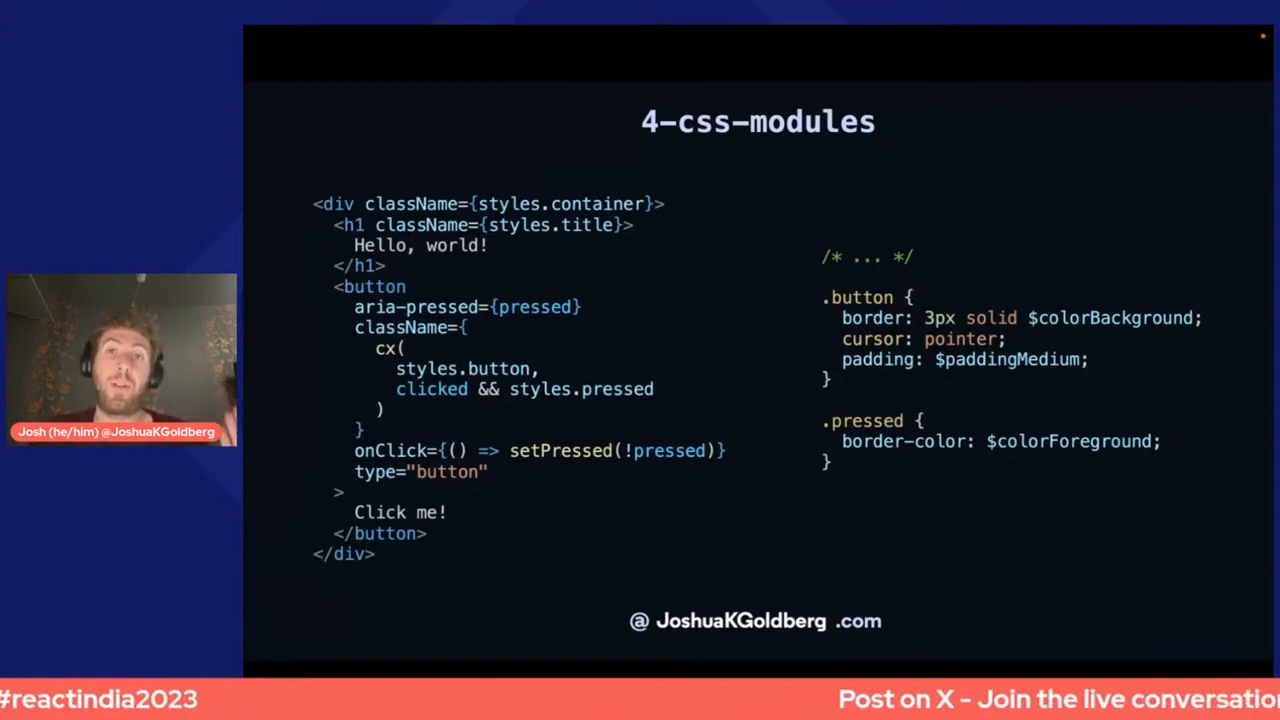 4-css-modules
<div className={styles.container}>
<h1 className={styles.title}>
Hello, world!
</h1>
<button
aria-pressed={pressed}
className={
cx(
styles.button,
clicked && styles.pressed
)
}
onClick={() => setPressed(!pressed)}
type="button"
>
Click me!
</button>
</div>
/* ... */
.button {
border: 3px solid $colorBackground;
cursor: pointer;
padding: $paddingMedium;
}
.pressed {
border-color: $colorForeground;
}
Josh (he/him) @JoshuaKGoldberg
@ JoshuaKGoldberg .com
#reactindia2023
Post on X - Join the live conversation